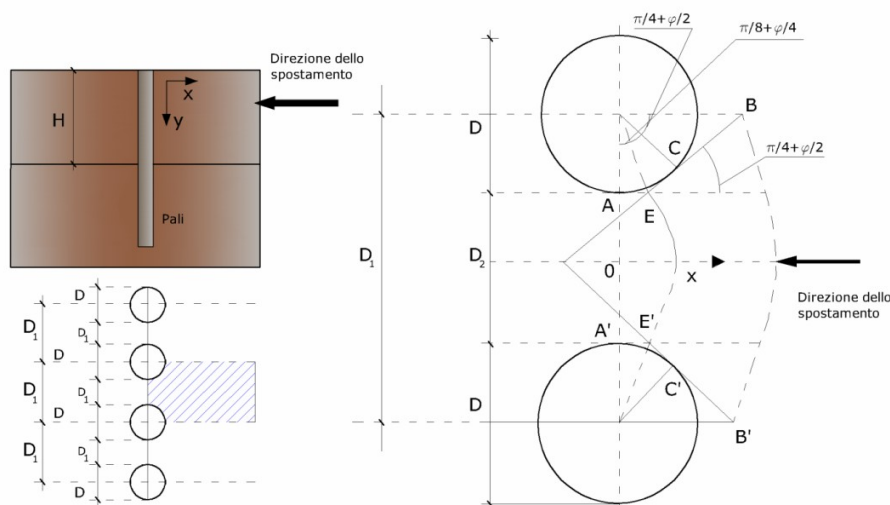 Direzione dello
spostamento
x
y
H
Pali
D
D1
D1
D
D1
D1
D
D1
D1
D
π/4+φ/2
π/8+φ/4
B
D
C
π/4+φ/2
A
E
D1
D2
0
x
Direzione dello
spostamento
E'
A'
C'
D
B'